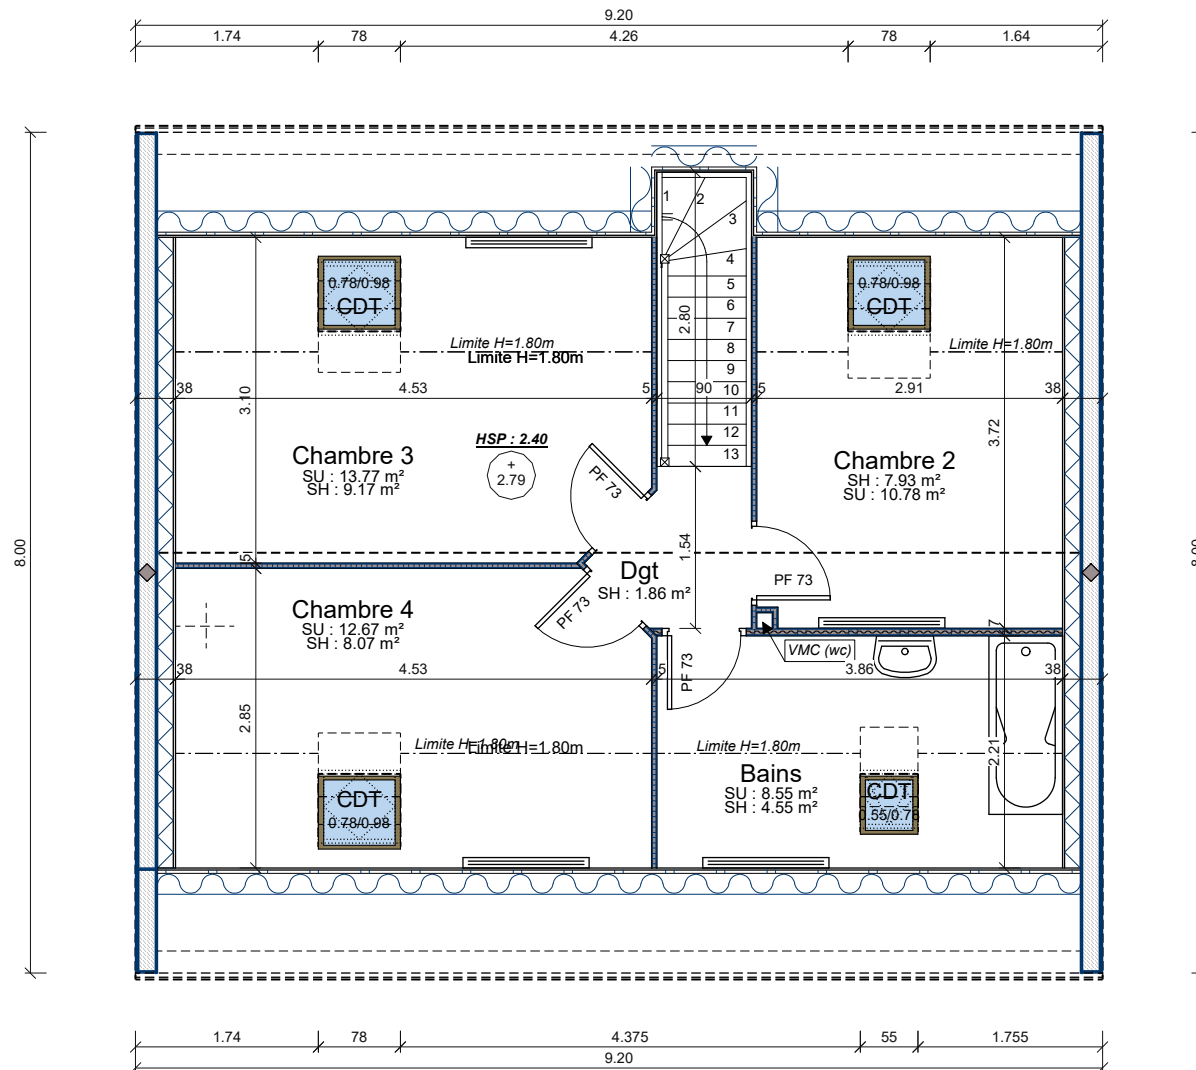 9.20
1.74 78 4.26 78 1.64
8.00
8.00
1 2
3
4
5
6
7
8
9
10
11
12
13
2.80
0.78/0.98
CDT
0.78/0.98
CDT
Limite H=1.80m
Limite H=1.80m
Limite H=1.80m
38 4.53 5 90 5 2.91 38
3.10
3.72
HSP : 2.40
+
2.79
Chambre 3
SU : 13.77 m²
SH : 9.17 m²
Chambre 2
SH : 7.93 m²
SU : 10.78 m²
PF 73
1.54
5
Dgt
SH : 1.86 m²
PF 73
PF 73
Chambre 4
SU : 12.67 m²
SH : 8.07 m²
7
VMC (wc)
PF 73
38 4.53 5 3.86 38
2.85
2.21
Limite H=1.80m
Limite H=1.80m
Limite H=1.80m
Bains
SU : 8.55 m²
SH : 4.55 m²
CDT
0.78/0.98
CDT
0.55/0.78
1.74 78 4.375 55 1.755
9.20